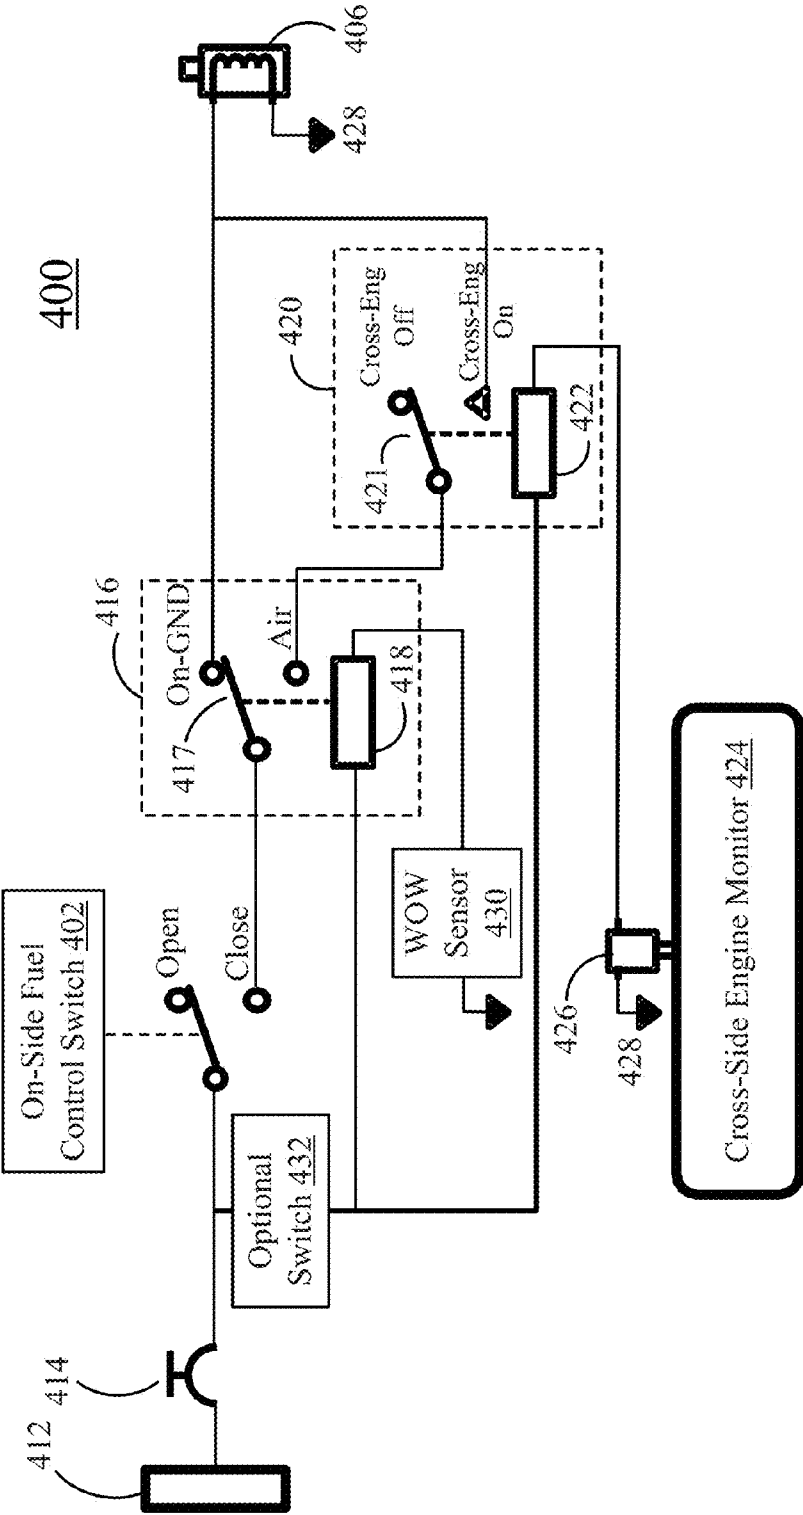 400
406
428
420
Cross-Eng
Off
Cross-Eng
On
421
422
416
On-GND
Air
417
418
On-Side Fuel
Control Switch 402
Open
Close
WOW
Sensor
430
Optional
Switch 432
414
412
426
428
Cross-Side Engine Monitor 424